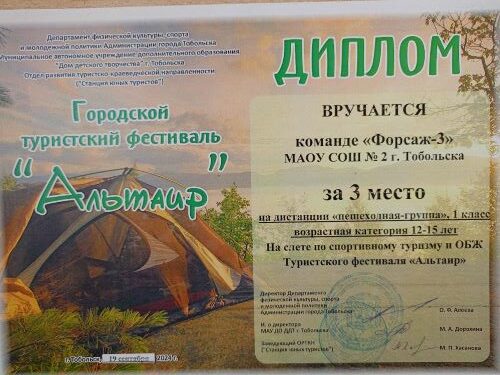 Департамент физической культуры, спорта
и молодежной политики Администрации города Тобольска
Муниципальное автономное учреждение дополнительного образования
"Дом детского творчества" г. Тобольска
Отдел развития туристско-краеведческой направленности
("Станция юных туристов")
Городской
туристский фестиваль
"Альтаир"
г. Тобольск, 19 сентября 2024 г.
ДИПЛОМ
ВРУЧАЕТСЯ
команде «Форсаж-3»
МАОУ СОШ № 2 г. Тобольска
за 3 место
на дистанции «пешеходная-группа», 1 класс
возрастная категория 12-15 лет
На слете по спортивному туризму и ОБЖ
Туристского фестиваля «Альтаир»
Директор Департамента
физической культуры, спорта
и молодежной политики
Администрации города Тобольска
И. о директора
МАУ ДО ДДТ г. Тобольска
М. А. Дорохина
Заведующий ОРТКН
("Станция юных туристов")
М. П. Хасанова